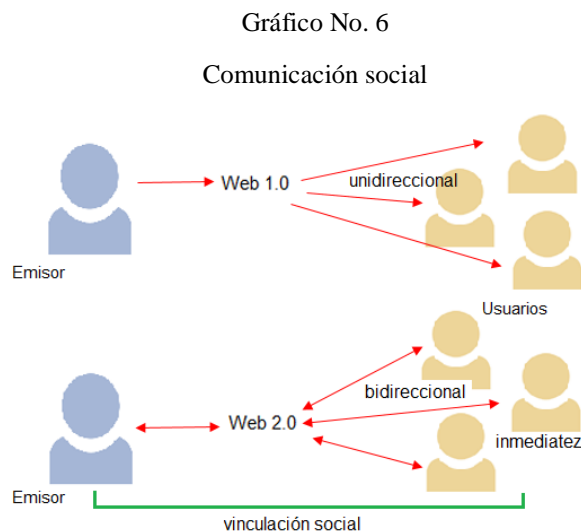 Gráfico No. 6
Comunicación social
Web 1.0
unidireccional
Emisor
Usuarios
bidireccional
Web 2.0
inmediatez
Emisor
vinculación social